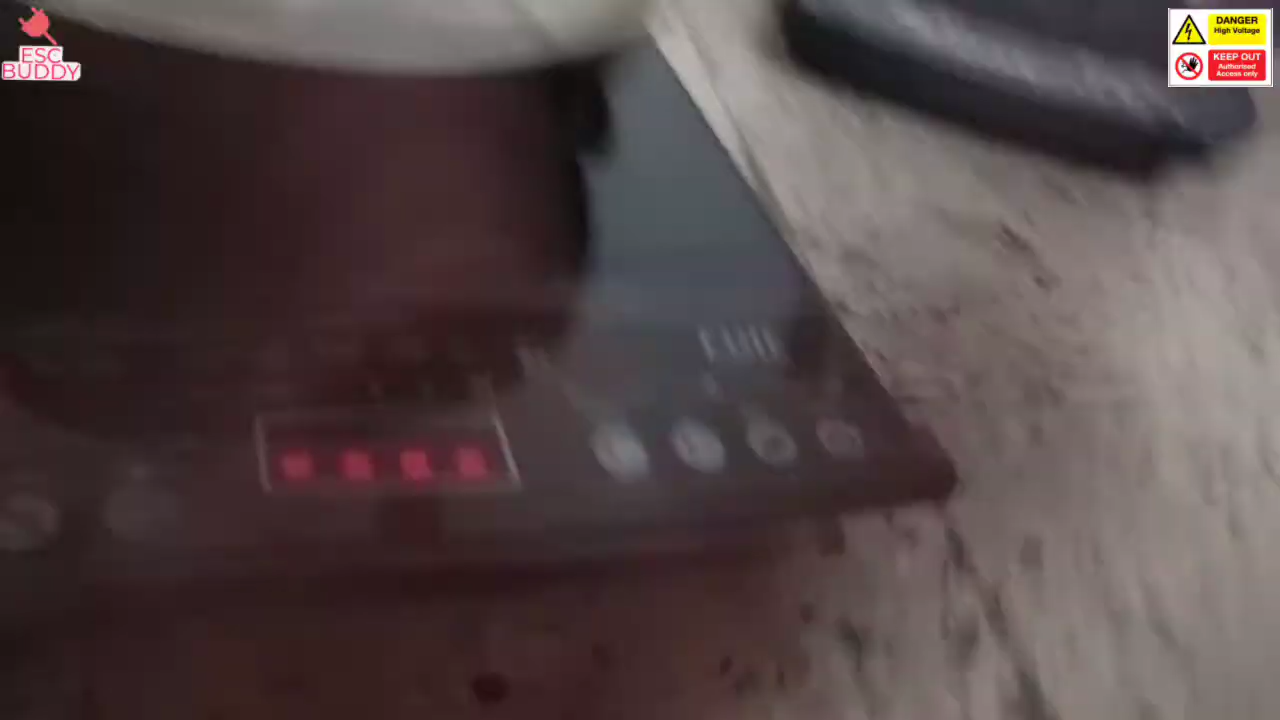 ESC
BUDDY
DANGER
High Voltage
KEEP OUT
Authorised
Access only